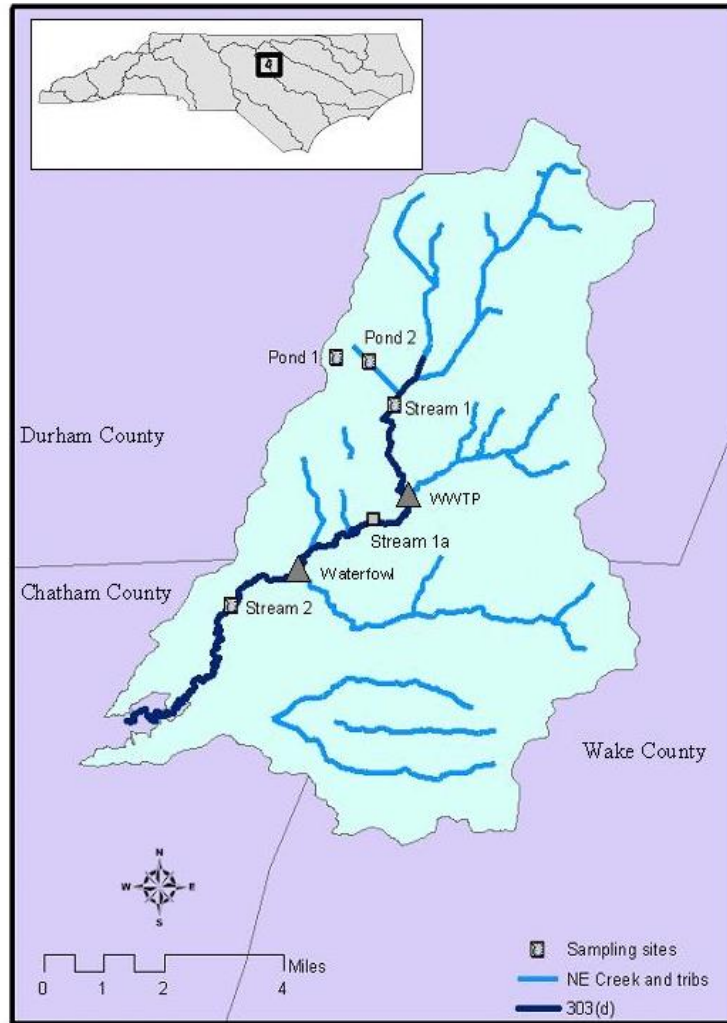 Pond 2
Pond 1
Stream 1
Durham County
WWTP
Stream 1a
Waterfowl
Chatham County
Stream 2
Wake County
N
W E
S
Miles
0 1 2 4
Sampling sites
NE Creek and tribs
303(d)